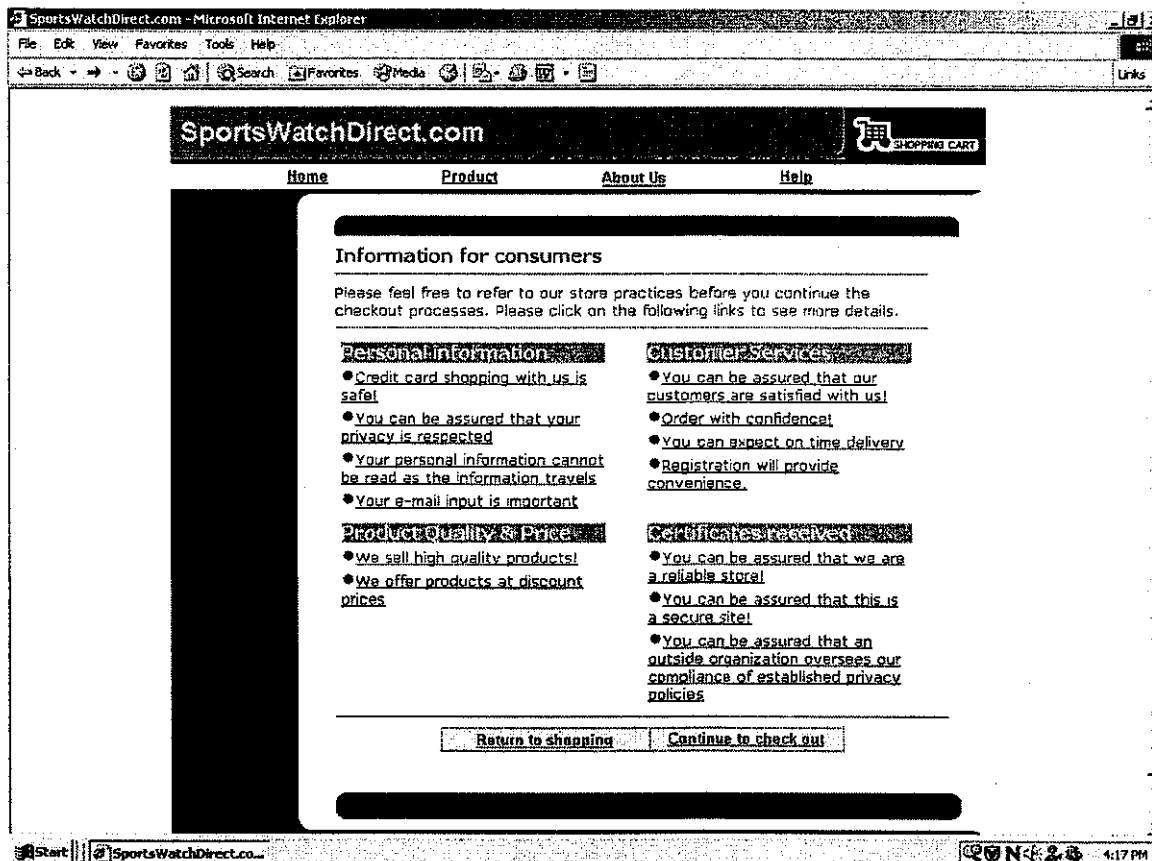 SportsWatchDirect.com - Microsoft Internet Explorer
File Edit View Favorites Tools Help
Back Search Favorites Media Links
SportsWatchDirect.com
SHOPPING CART
Home Product About Us Help
Information for consumers
Please feel free to refer to our store practices before you continue the
checkout processes. Please click on the following links to see more details.
Personal Information
Credit card shopping with us is
safe!
You can be assured that your
privacy is respected
Your personal information cannot
be read as the information travels
Your e-mail input is important
Customer Services
You can be assured that our
customers are satisfied with us!
Order with confidence!
You can expect on time delivery
Registration will provide
convenience.
Product Quality & Price
We sell high quality products!
We offer products at discount
prices
Certificates received
You can be assured that we are
a reliable store!
You can be assured that this is
a secure site!
You can be assured that an
outside organization oversees our
compliance of established privacy
policies
Return to shopping Continue to check out
Start SportsWatchDirect.co... 4:17 PM